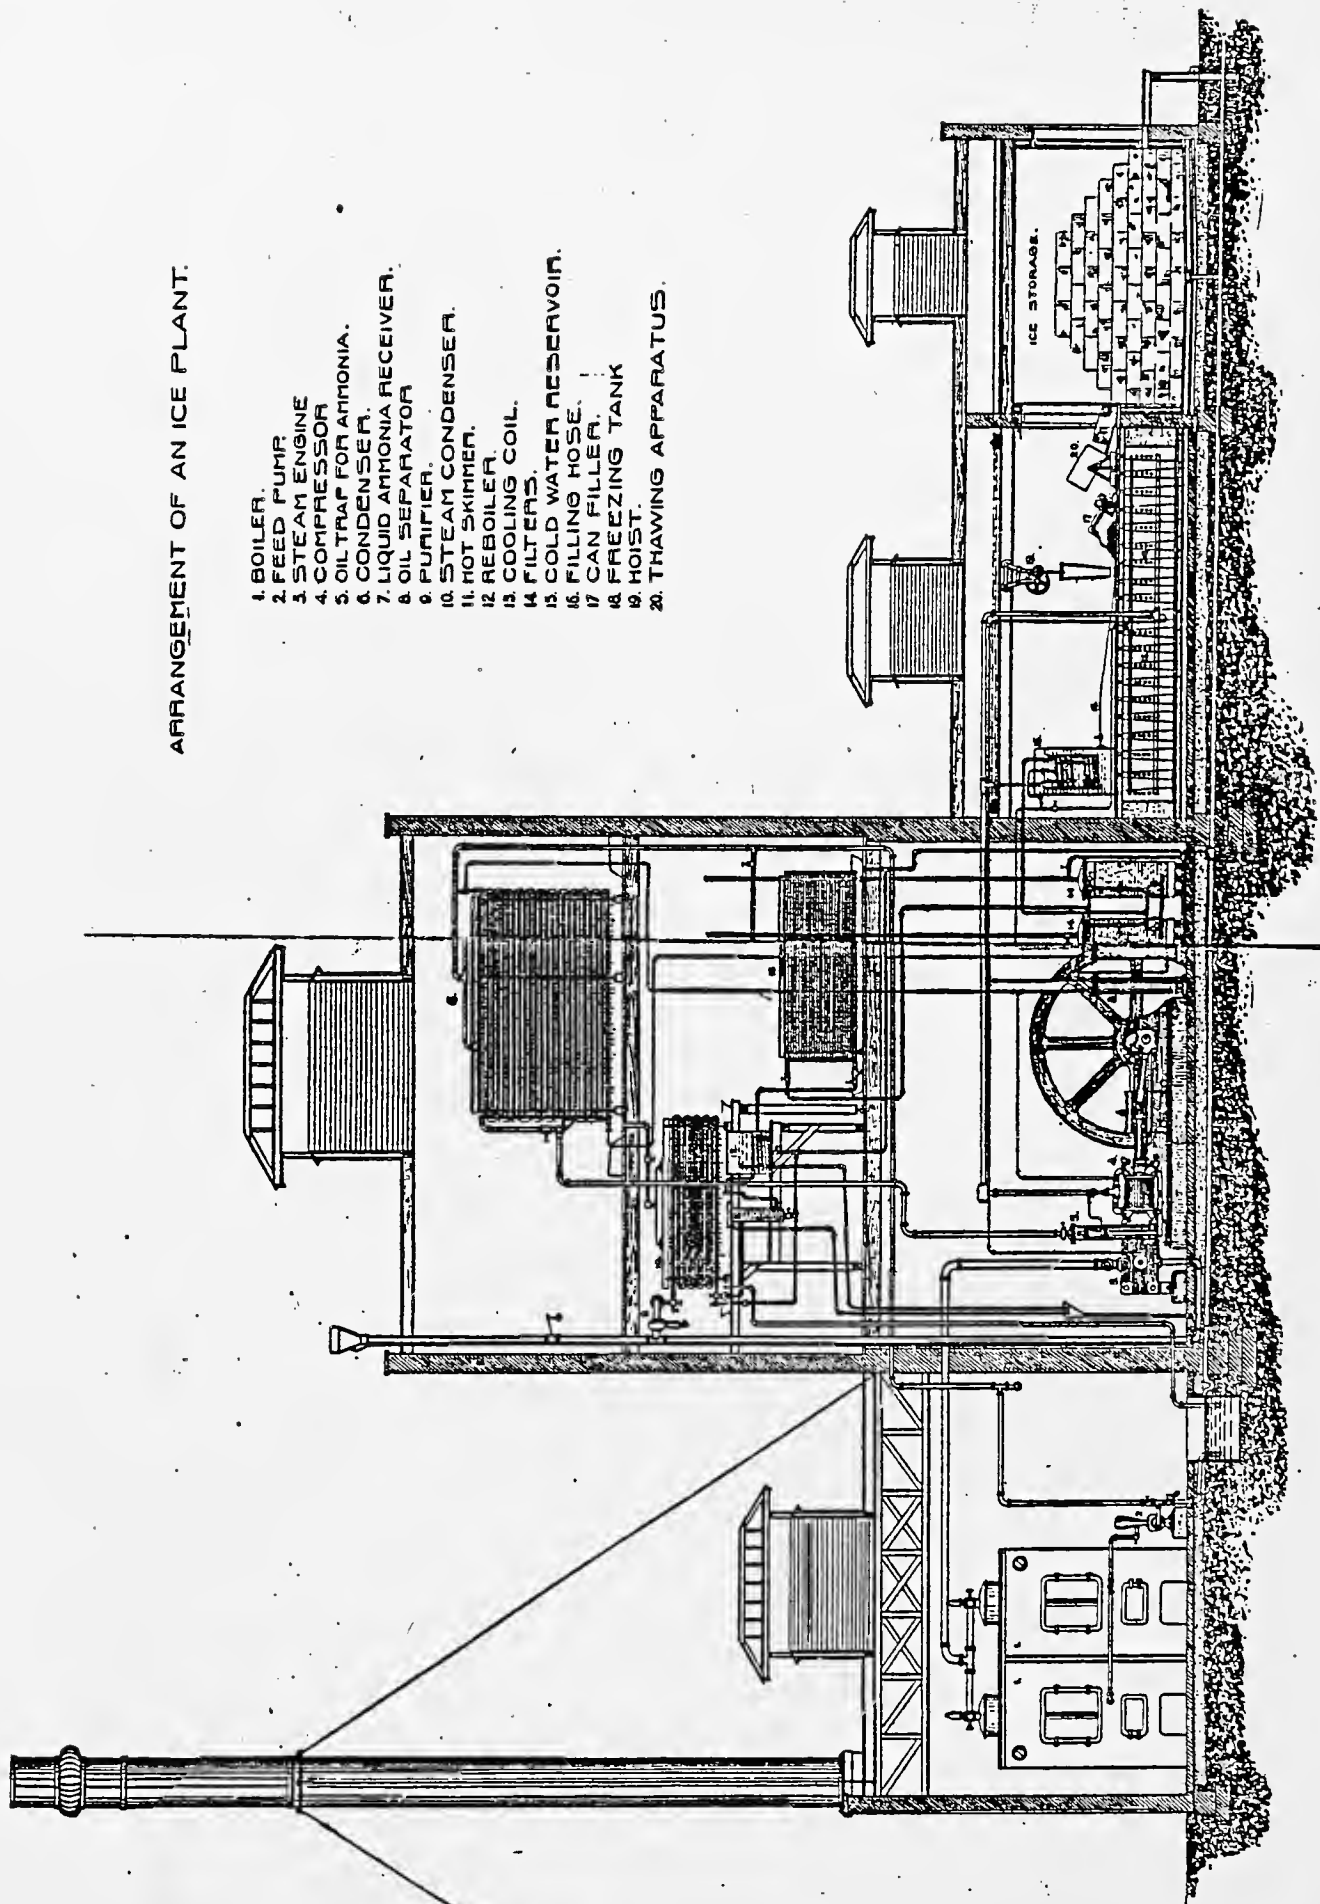 ARRANGEMENT OF AN ICE PLANT.
1. BOILER.
2. FEED PUMP.
3. STEAM ENGINE
4. COMPRESSOR
5. OIL TRAP FOR AMMONIA.
6. CONDENSER.
7. LIQUID AMMONIA RECEIVER.
8. OIL SEPARATOR
9. PURIFIER.
10. STEAM CONDENSER.
11. HOT SKIMMER.
12 REBOILER.
13. COOLING COIL.
14 FILTERS.
15. COLD WATER RESERVOIR.
16. FILLING HOSE.
17 CAN FILLER.
18 FREEZING TANK
19. HOIST.
20. THAWING APPARATUS.
ICE STORAGE.
6.
20.
17